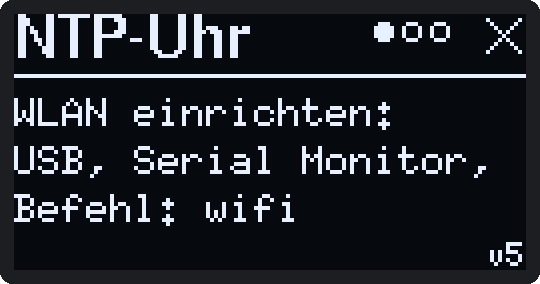 NTP-Uhr
WLAN einrichten:
USB, Serial Monitor,
Befehl: wifi
v5